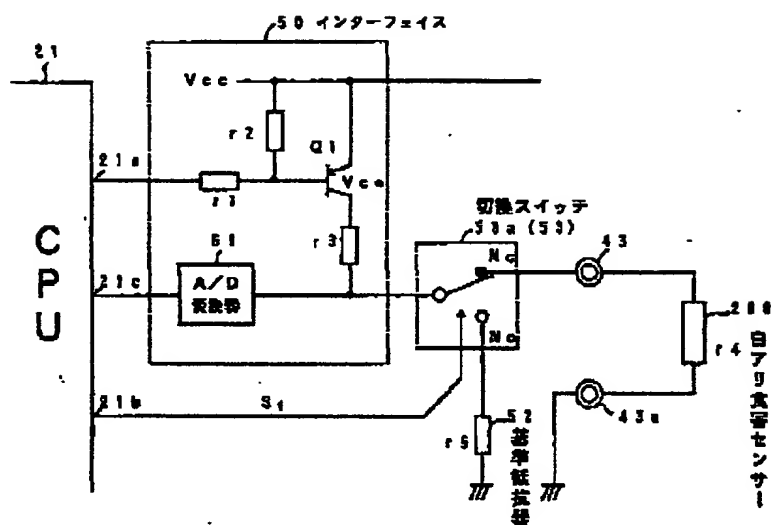 50 インターフェイス
21
Vcc
r2
Q1
21a
Vce
r1
切換スイッチ
53a (53)
43
r3
Nc
CPU
21c
A/D
変換器
200
r4
No
白アリ食害センサー
21b
S1
52
43a
r5
基準抵抗器